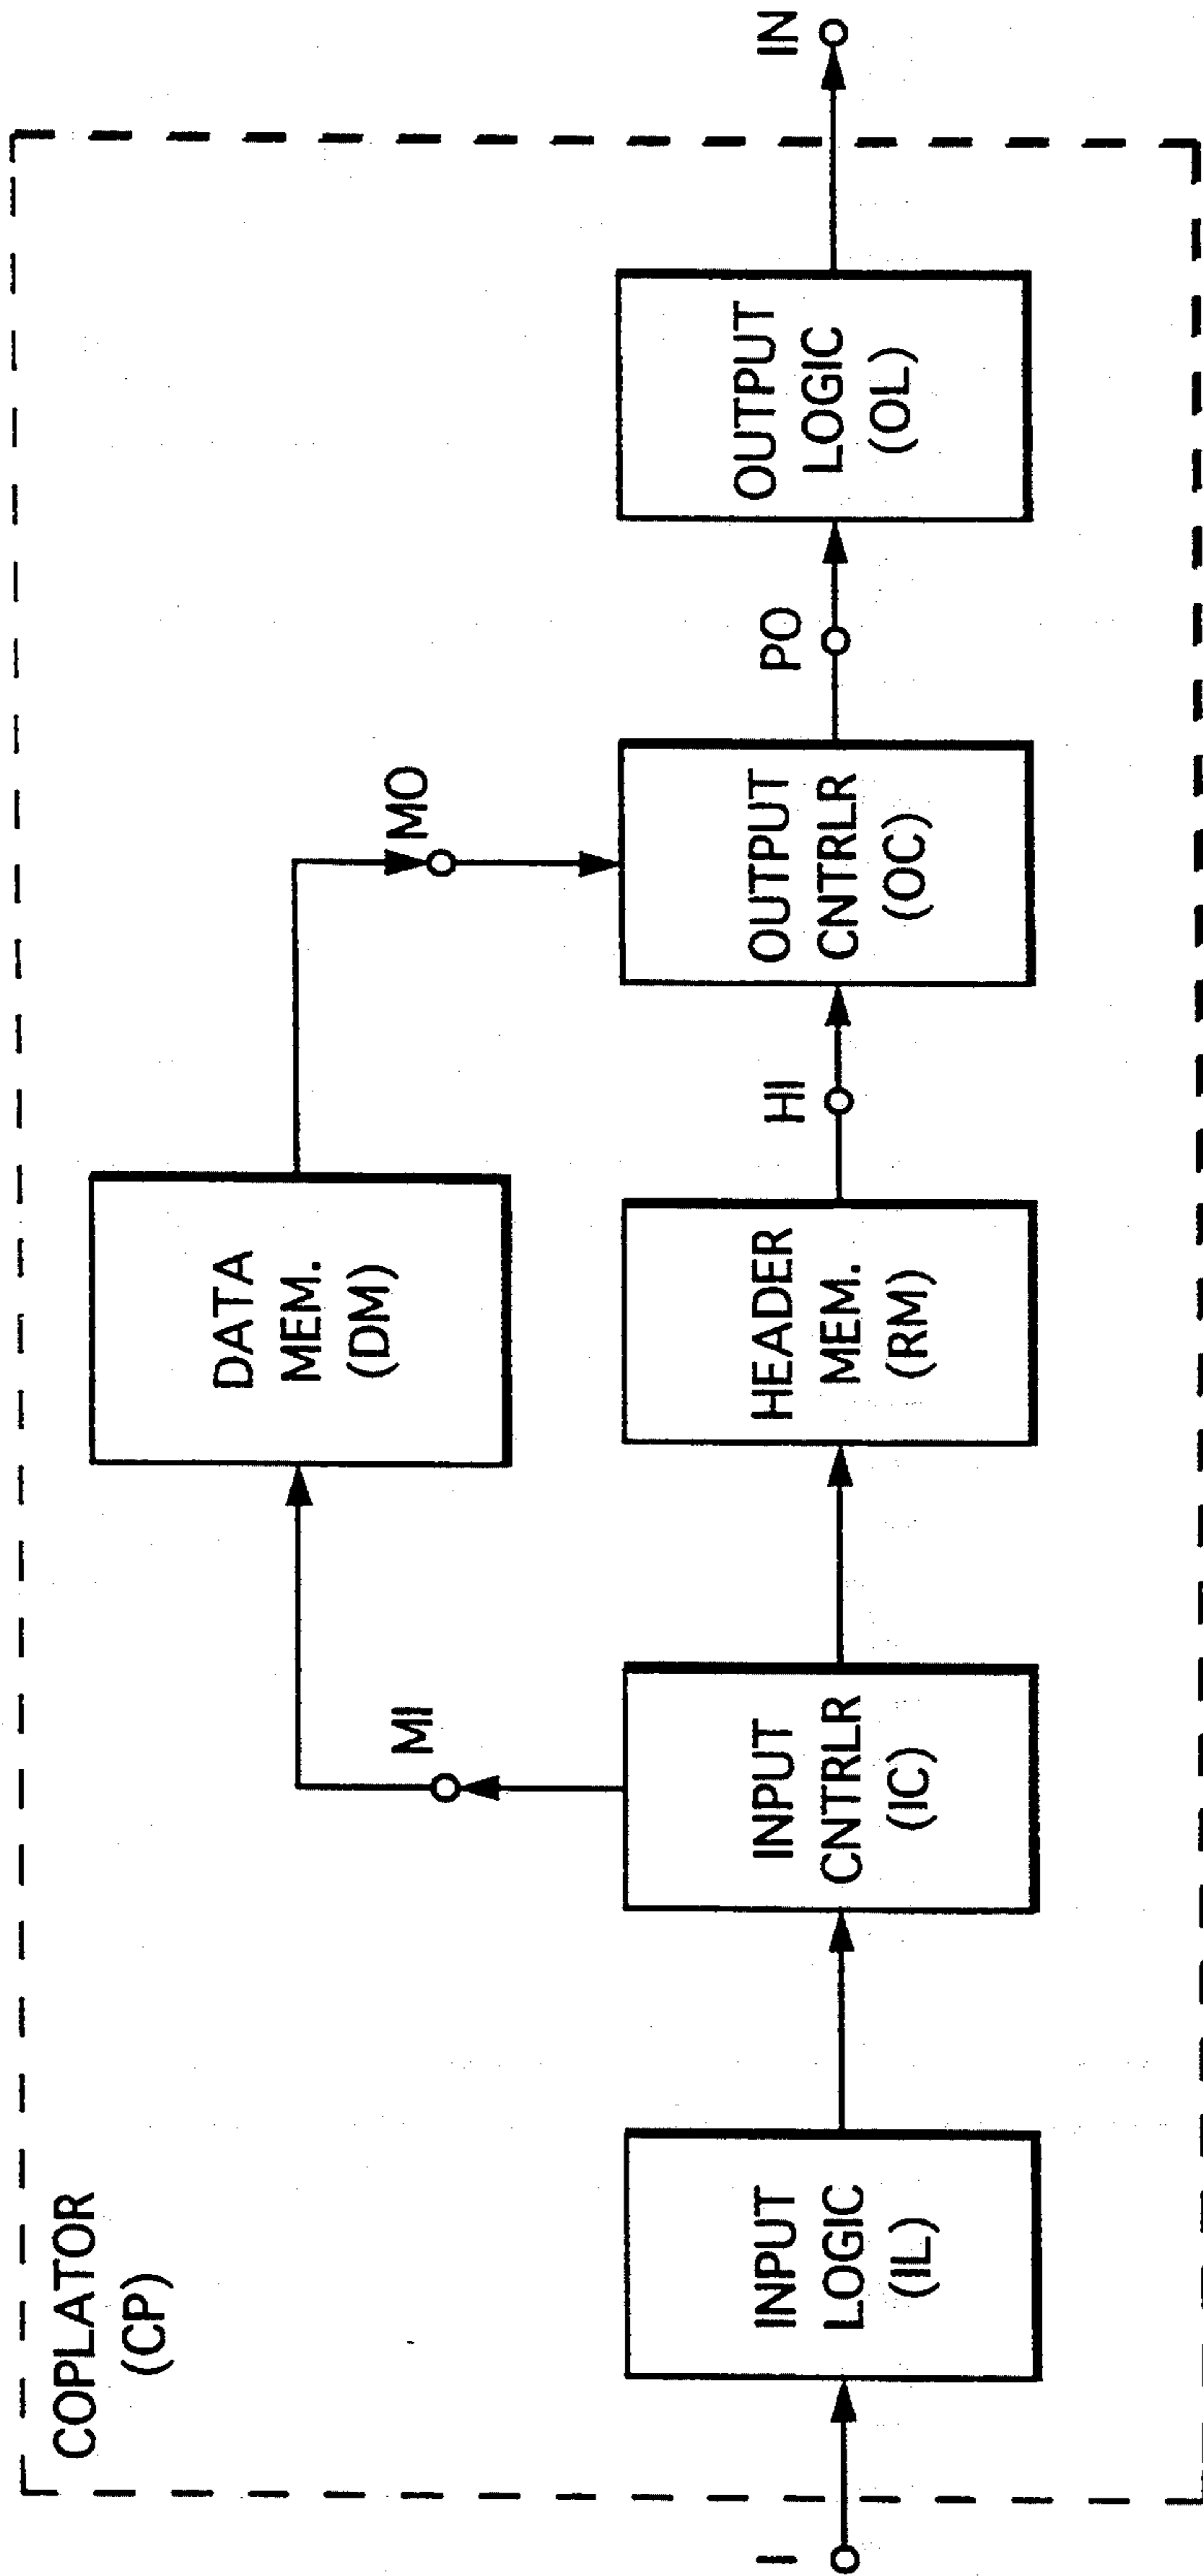 COPLATOR
(CP)
DATA
MEM.
(DM)
MI
MO
I
INPUT
LOGIC
(IL)
INPUT
CNTRLR
(IC)
HEADER
MEM.
(RM)
HI
OUTPUT
CNTRLR
(OC)
PO
OUTPUT
LOGIC
(OL)
IN